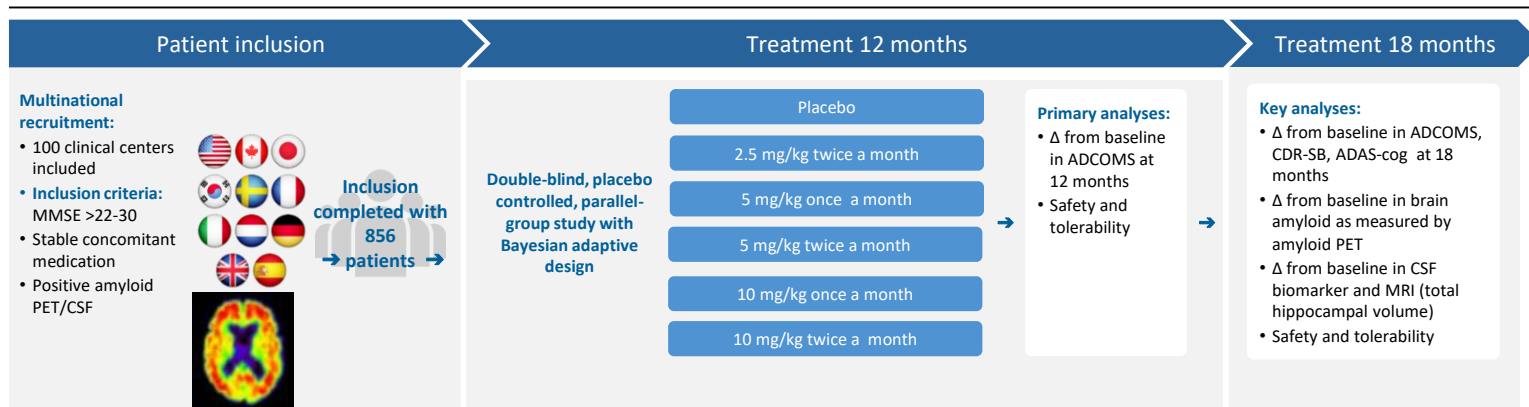 Patient inclusion
Treatment 12 months
Treatment 18 months
Multinational
recruitment:
• 100 clinical centers
included
• Inclusion criteria:
MMSE >22-30
• Stable concomitant
medication
• Positive amyloid
PET/CSF
Inclusion
completed with
856
➔ patients ➔
Double-blind, placebo
controlled, parallel-
group study with
Bayesian adaptive
design
Placebo
2.5 mg/kg twice a month
5 mg/kg once a month
5 mg/kg twice a month
10 mg/kg once a month
10 mg/kg twice a month
➔
Primary analyses:
• Δ from baseline
in ADCOMS at
12 months
• Safety and
tolerability
➔
Key analyses:
• Δ from baseline in ADCOMS,
CDR-SB, ADAS-cog at 18
months
• Δ from baseline in brain
amyloid as measured by
amyloid PET
• Δ from baseline in CSF
biomarker and MRI (total
hippocampal volume)
• Safety and tolerability